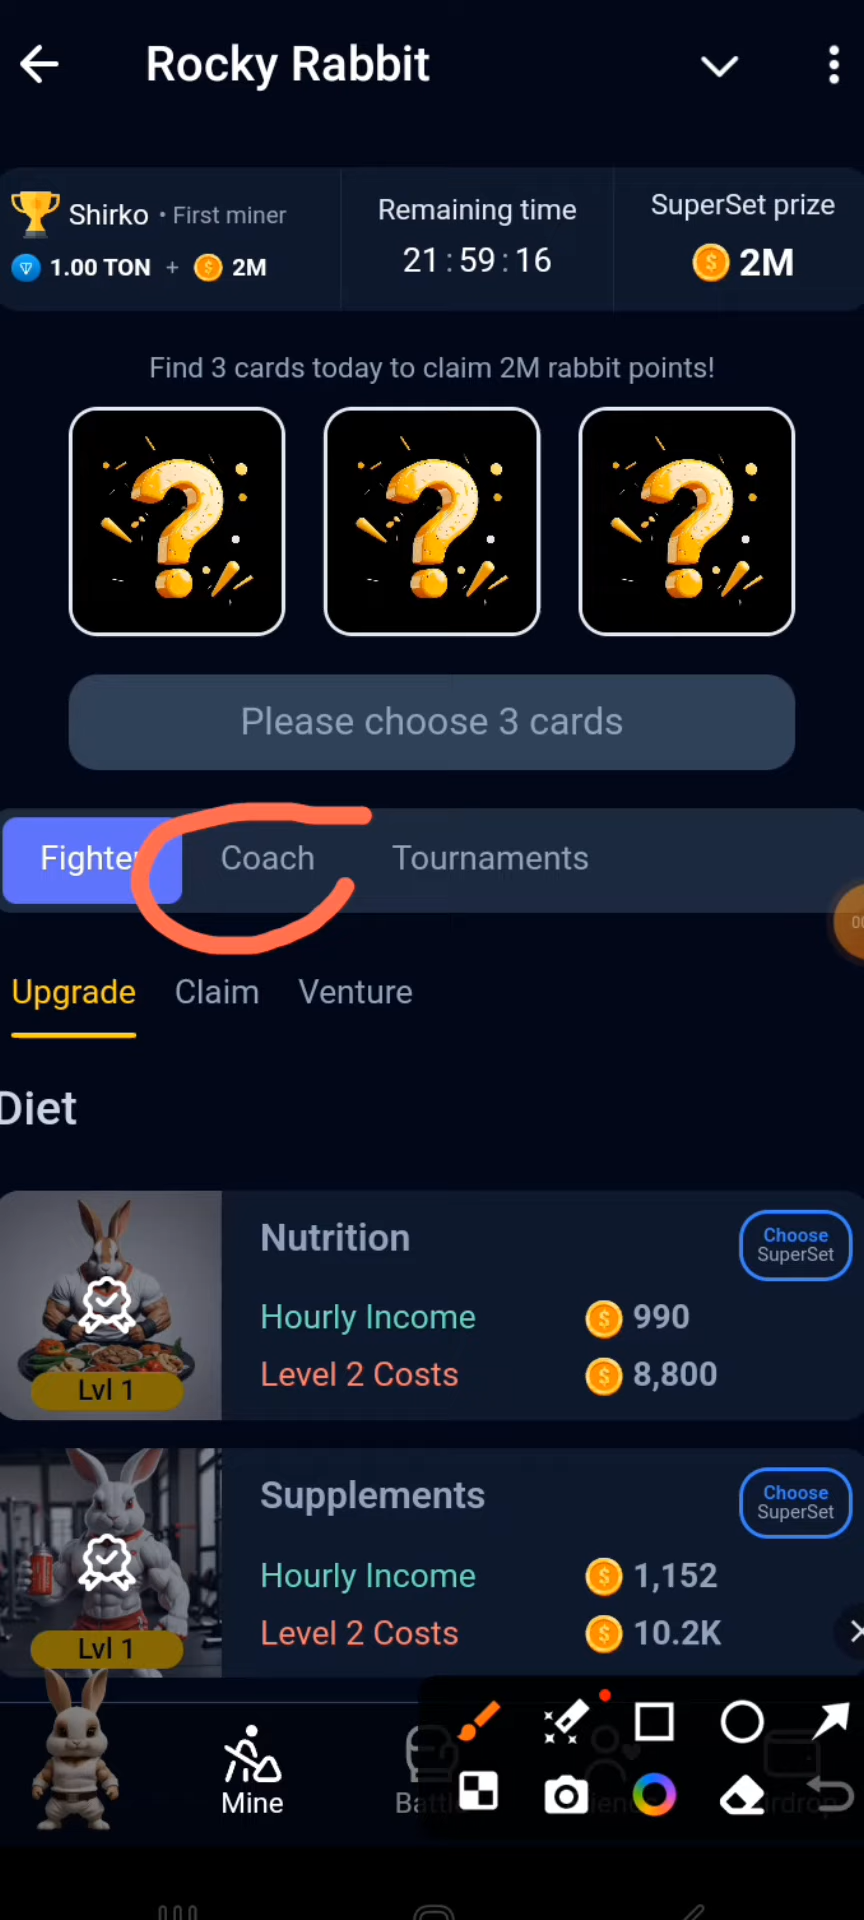 Rocky Rabbit
Shirko • First miner
1.00 TON + 2M
Remaining time
21 : 59 : 16
SuperSet prize
2M
Find 3 cards today to claim 2M rabbit points!
Please choose 3 cards
Fighter Coach Tournaments
Upgrade Claim Venture
Diet
Nutrition
Choose
SuperSet
Hourly Income 990
Level 2 Costs 8,800
Lvl 1
Supplements
Choose
SuperSet
Hourly Income 1,152
Level 2 Costs 10.2K
Lvl 1
Mine